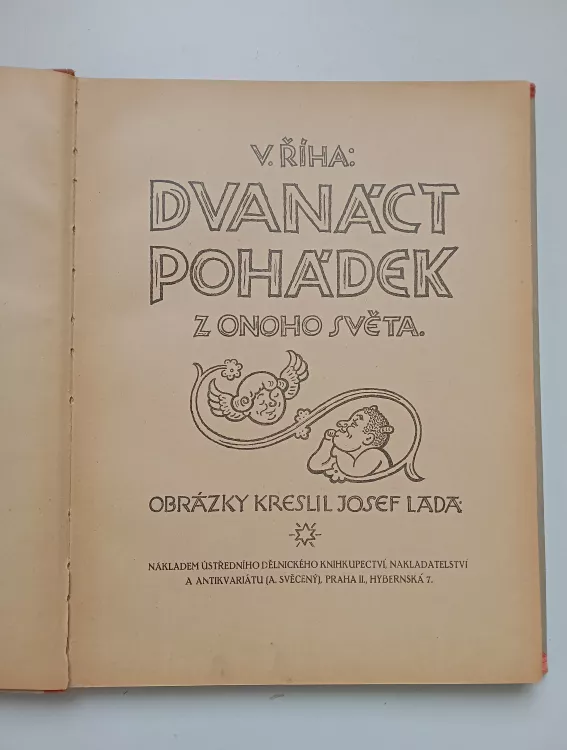 V. ŘÍHA:
DVANÁCT
POHÁDEK
Z ONOHO SVĚTA.
OBRÁZKY KRESLIL JOSEF LADA:
NÁKLADEM ÚSTŘEDNÍHO DĚLNICKÉHO KNIHKUPECTVÍ, NAKLADATELSTVÍ
A ANTIKVARIÁTU (A. SVĚCENÝ), PRAHA II., HYBERNSKÁ 7.